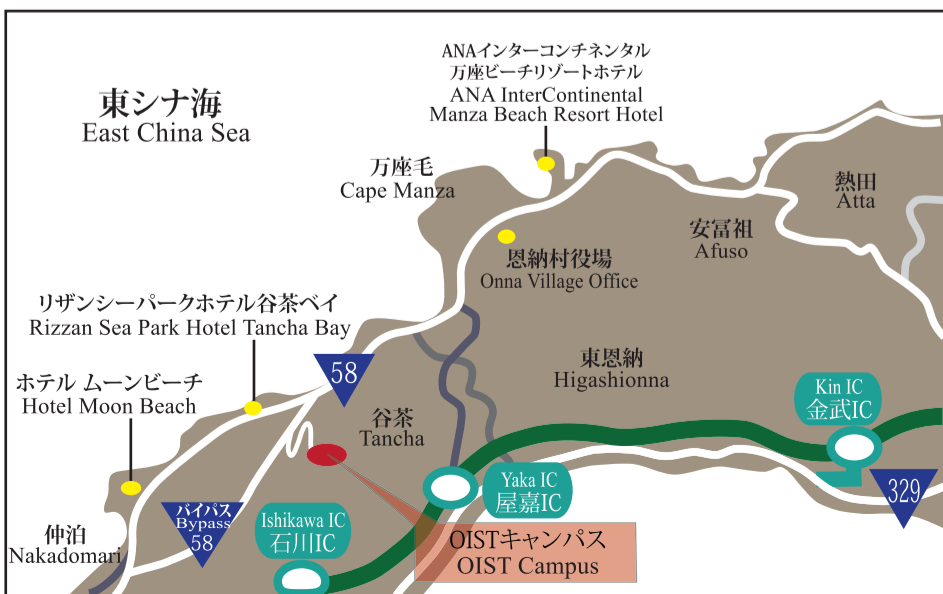 ANAインターコンチネンタル
万座ビーチリゾートホテル
ANA InterContinental
Manza Beach Resort Hotel
東シナ海
East China Sea
万座毛
Cape Manza
熱田
Atta
安冨祖
Afuso
恩納村役場
Onna Village Office
リザンシーパークホテル谷茶ベイ
Rizzan Sea Park Hotel Tancha Bay
58
東恩納
Higashionna
ホテル ムーンビーチ
Hotel Moon Beach
Kin IC
金武IC
谷茶
Tancha
329
Yaka IC
屋嘉IC
バイパス
Bypass
58
Ishikawa IC
石川IC
仲泊
Nakadomari
OISTキャンパス
OIST Campus